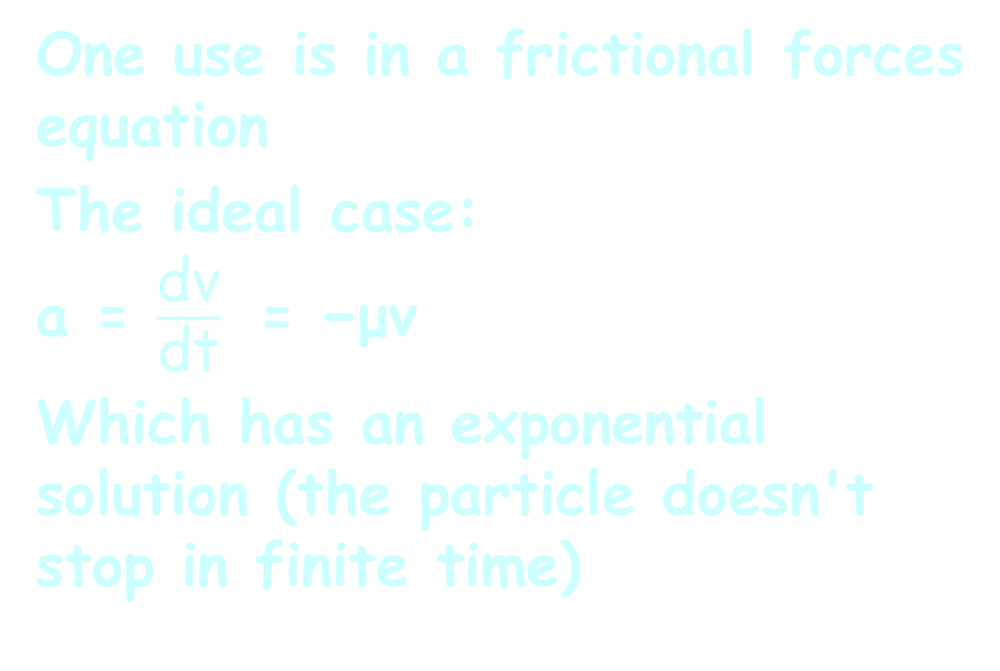 One use is in a frictional forces
equation
The ideal case:
a = dv/dt = -μv
Which has an exponential
solution (the particle doesn't
stop in finite time)